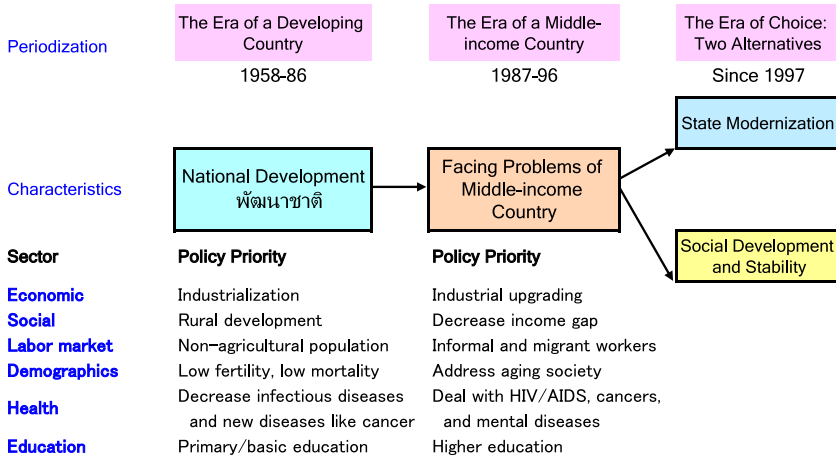 Periodization
The Era of a Developing
Country
The Era of a Middle-
income Country
The Era of Choice:
Two Alternatives
1958-86
1987-96
Since 1997
State Modernization
Characteristics
National Development
พัฒนาชาติ
Facing Problems of
Middle-income
Country
Social Development
and Stability
Sector
Policy Priority
Policy Priority
Economic
Industrialization
Industrial upgrading
Social
Rural development
Decrease income gap
Labor market
Non-agricultural population
Informal and migrant workers
Demographics
Low fertility, low mortality
Address aging society
Health
Decrease infectious diseases
and new diseases like cancer
Deal with HIV/AIDS, cancers,
and mental diseases
Education
Primary/basic education
Higher education